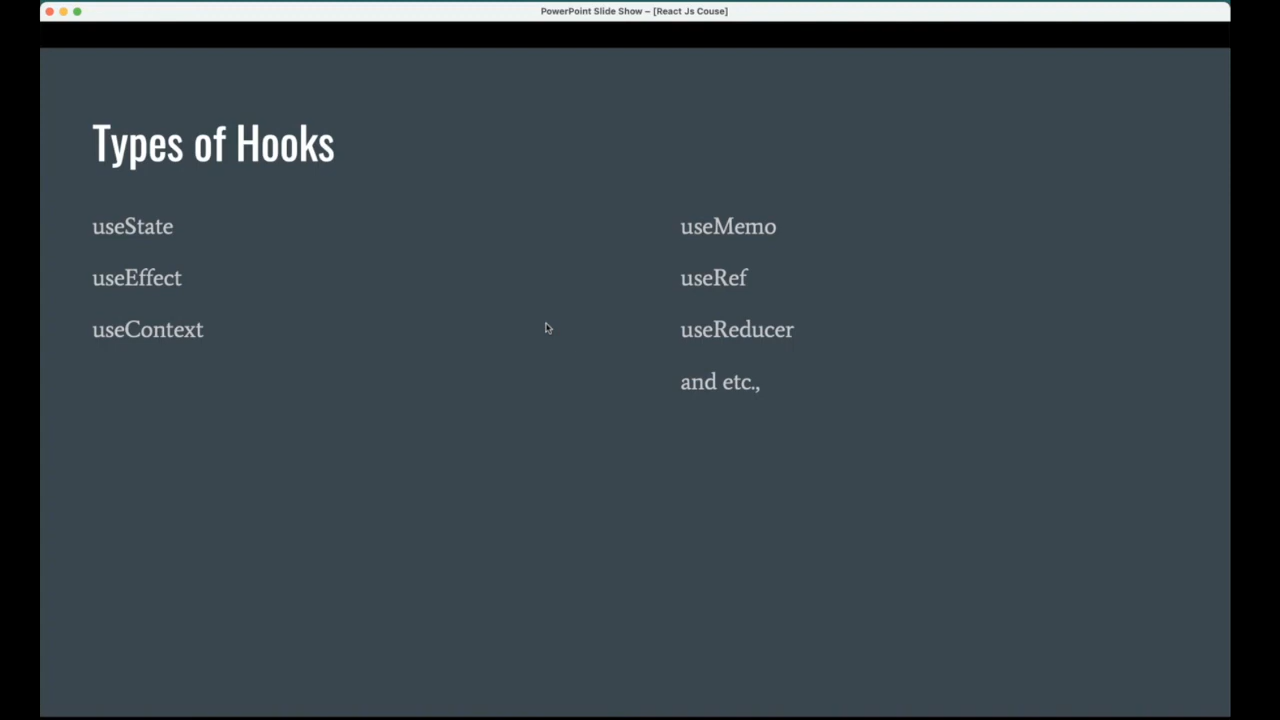 PowerPoint Slide Show – [React Js Couse]
Types of Hooks
useState
useEffect
useContext
useMemo
useRef
useReducer
and etc.,